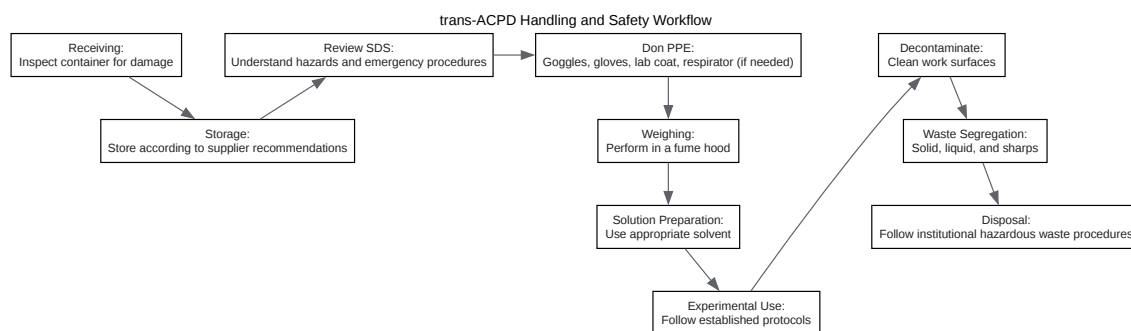 trans-ACPD Handling and Safety Workflow
Receiving:
Inspect container for damage
Storage:
Store according to supplier recommendations
Review SDS:
Understand hazards and emergency procedures
Don PPE:
Goggles, gloves, lab coat, respirator (if needed)
Weighing:
Perform in a fume hood
Solution Preparation:
Use appropriate solvent
Experimental Use:
Follow established protocols
Decontaminate:
Clean work surfaces
Waste Segregation:
Solid, liquid, and sharps
Disposal:
Follow institutional hazardous waste procedures